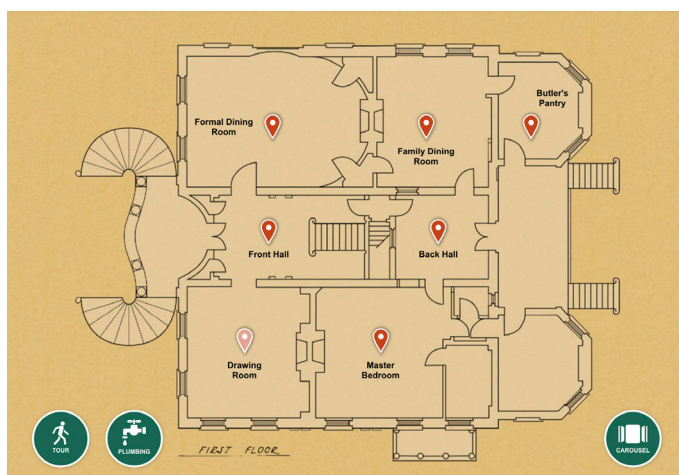 Butler's
Pantry
Formal Dining
Room
Family Dining
Room
Front Hall
Back Hall
Drawing
Room
Master
Bedroom
FIRST FLOOR
TOUR
PLUMBING
CAROUSEL